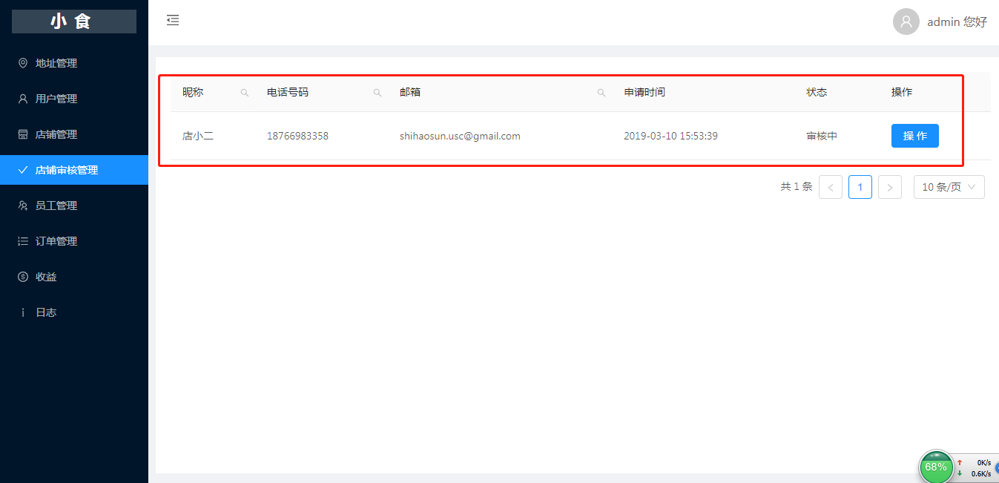 小 食
admin 您好
地址管理
用户管理
店铺管理
店铺审核管理
员工管理
订单管理
收益
日志
昵称 电话号码 邮箱 申请时间 状态 操作
店小二 18766983358 shihaosun.usc@gmail.com 2019-03-10 15:53:39 审核中 操 作
共 1 条 < 1 > 10 条/页
68%
0K/s
0.6K/s